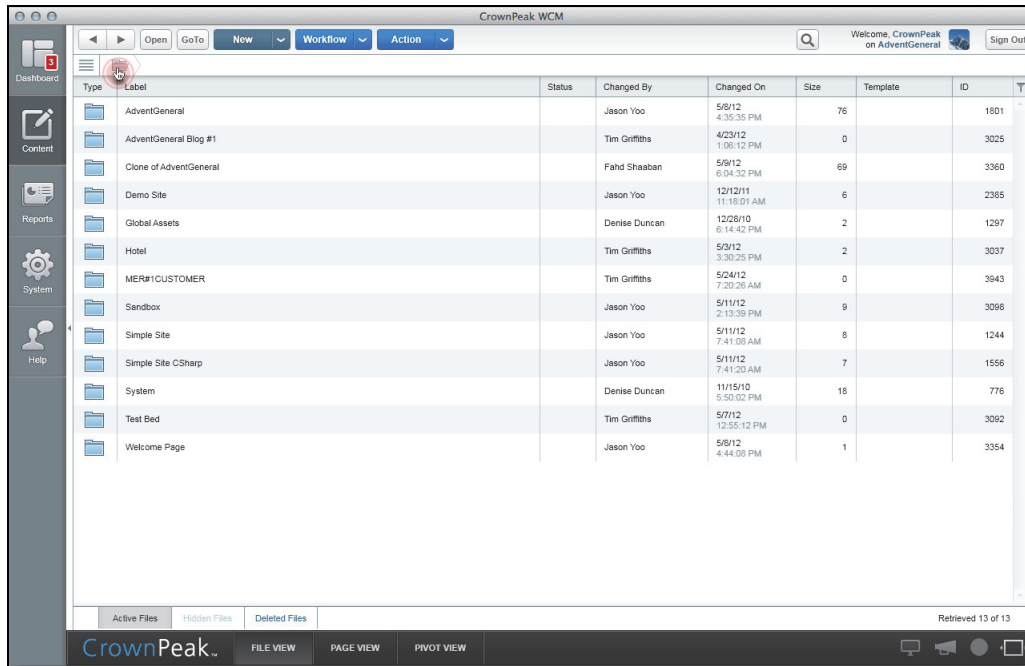 CrownPeak WCM
Open GoTo New Workflow Action Welcome, CrownPeak
on AdventGeneral Sign Out
3
Dashboard
Content
Reports
System
Help
Type Label Status Changed By Changed On Size Template ID
AdventGeneral Jason Yoo 5/8/12 4:35:35 PM 76 1801
AdventGeneral Blog #1 Tim Griffiths 4/23/12 1:06:12 PM 0 3025
Clone of AdventGeneral Fahd Shaaban 5/9/12 6:04:32 PM 69 3360
Demo Site Jason Yoo 12/12/11 11:18:01 AM 6 2385
Global Assets Denise Duncan 12/28/10 6:14:42 PM 2 1297
Hotel Tim Griffiths 5/3/12 3:30:25 PM 2 3037
MER#1CUSTOMER Tim Griffiths 5/24/12 7:20:26 AM 0 3943
Sandbox Jason Yoo 5/11/12 2:13:39 PM 9 3096
Simple Site Jason Yoo 5/11/12 7:41:08 AM 8 1244
Simple Site CSharp Jason Yoo 5/11/12 7:41:20 AM 7 1556
System Denise Duncan 11/15/10 5:50:02 PM 18 776
Test Bed Tim Griffiths 5/7/12 12:55:12 PM 0 3092
Welcome Page Jason Yoo 5/8/12 4:44:08 PM 1 3354
Active Files Hidden Files Deleted Files Retrieved 13 of 13
CrownPeak™ FILE VIEW PAGE VIEW PIVOT VIEW